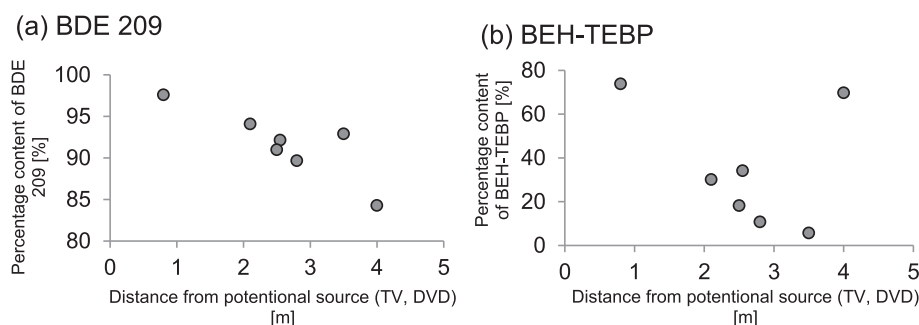 (a) BDE 209
Percentage content of BDE
209 [%]
100
95
90
85
80
0 1 2 3 4 5
Distance from potentional source (TV, DVD)
[m]
(b) BEH-TEBP
Percentage content
of BEH-TEBP [%]
80
60
40
20
0
0 1 2 3 4 5
Distance from potentional source (TV, DVD)
[m]